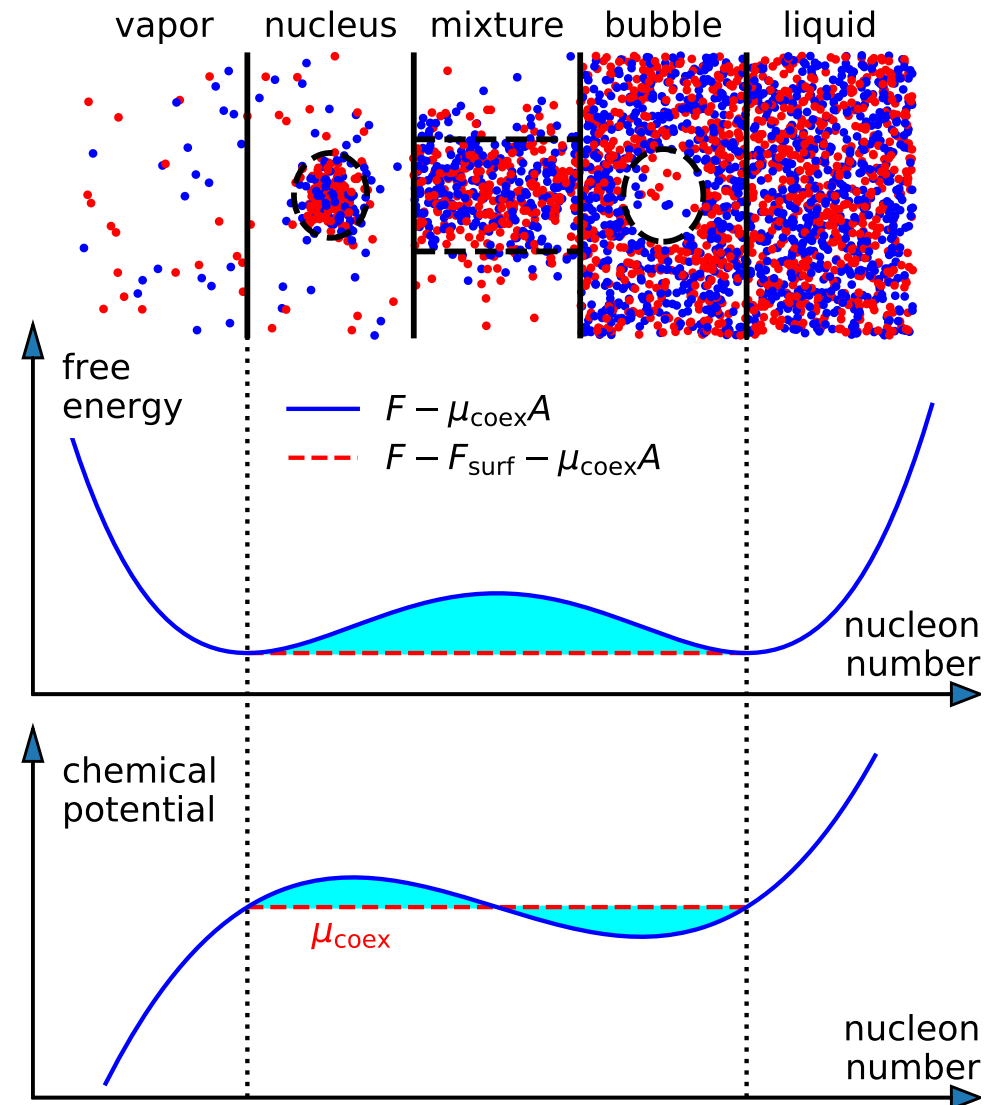 vapor nucleus mixture bubble liquid
free
energy
F − μcoexA
F − Fsurf − μcoexA
nucleon
number
chemical
potential
μcoex
nucleon
number